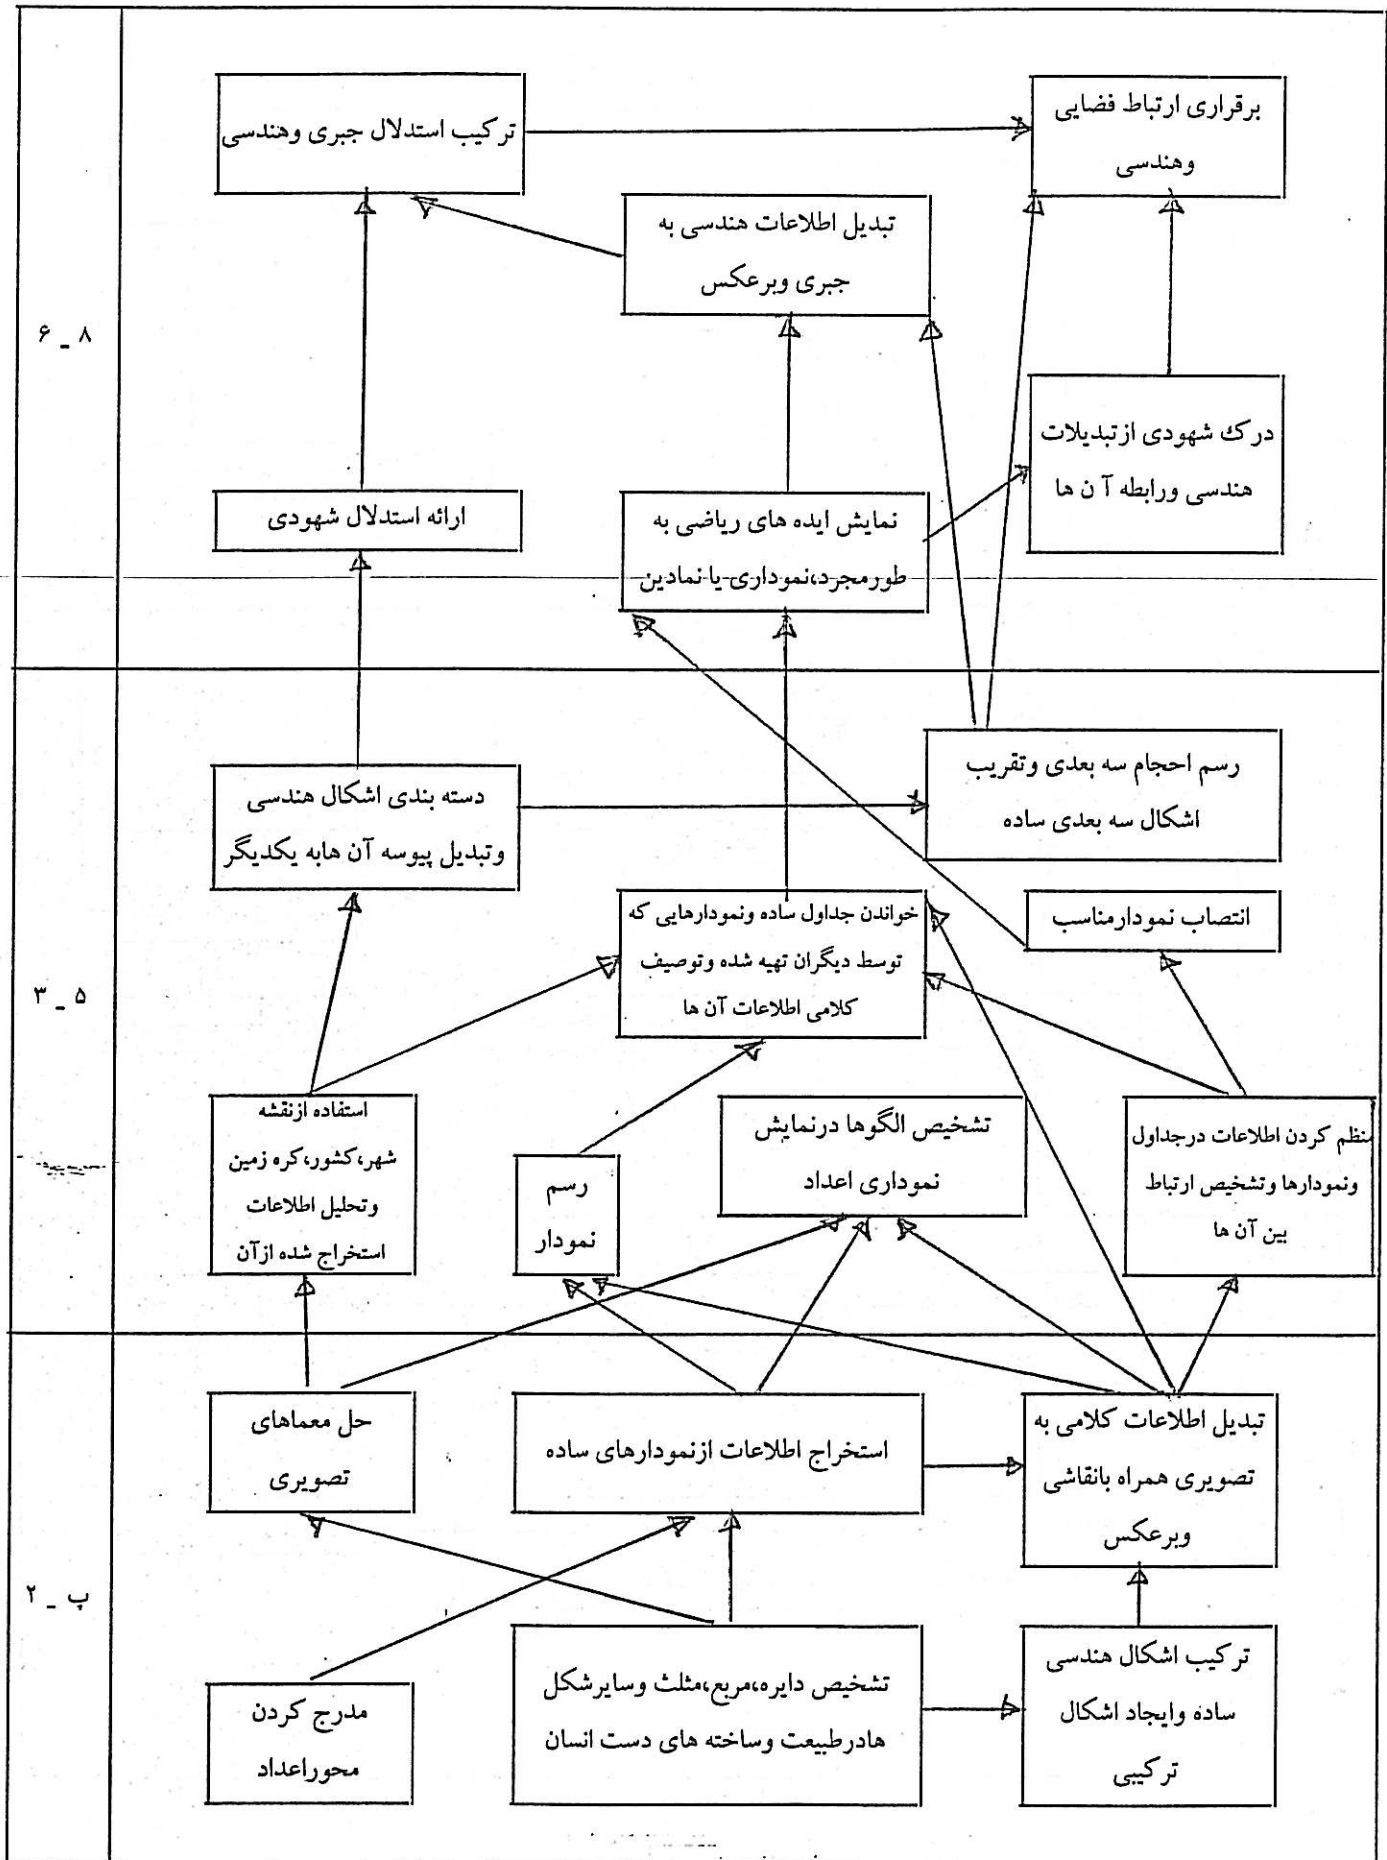 ترکیب استدلال جبری وهندسی
برقراری ارتباط فضایی
وهندسی
تبدیل اطلاعات هندسی به
جبری وبرعکس
۶ _ ۸
درک شهودی ازتبدیلات
هندسی ورابطه آ ن ها
ارائه استدلال شهودی
نمایش ایده های ریاضی به
طورمجرد،نموداری یا نمادین
رسم احجام سه بعدی وتقریب
اشکال سه بعدی ساده
دسته بندی اشکال هندسی
وتبدیل پیوسه آن هابه یکدیگر
انتصاب نمودارمناسب
خواندن جداول ساده ونمودارهایی که
توسط دیگران تهیه شده وتوصیف
کلامی اطلاعات آن ها
۳ _ ۵
منظم کردن اطلاعات درجداول
ونمودارها وتشخیص ارتباط
بین آن ها
تشخیص الگوها درنمایش
نموداری اعداد
رسم
نمودار
استفاده ازنقشه
شهر،کشور،کره زمین
وتحلیل اطلاعات
استخراج شده ازآن
تبدیل اطلاعات کلامی به
تصویری همراه بانقاشی
وبرعکس
استخراج اطلاعات ازنمودارهای ساده
حل معماهای
تصویری
پ _ ۲
ترکیب اشکال هندسی
ساده وایجاد اشکال
ترکیبی
تشخیص دایره،مربع،مثلث وسایرشکل
هادرطبیعت وساخته های دست انسان
مدرج کردن
محوراعداد